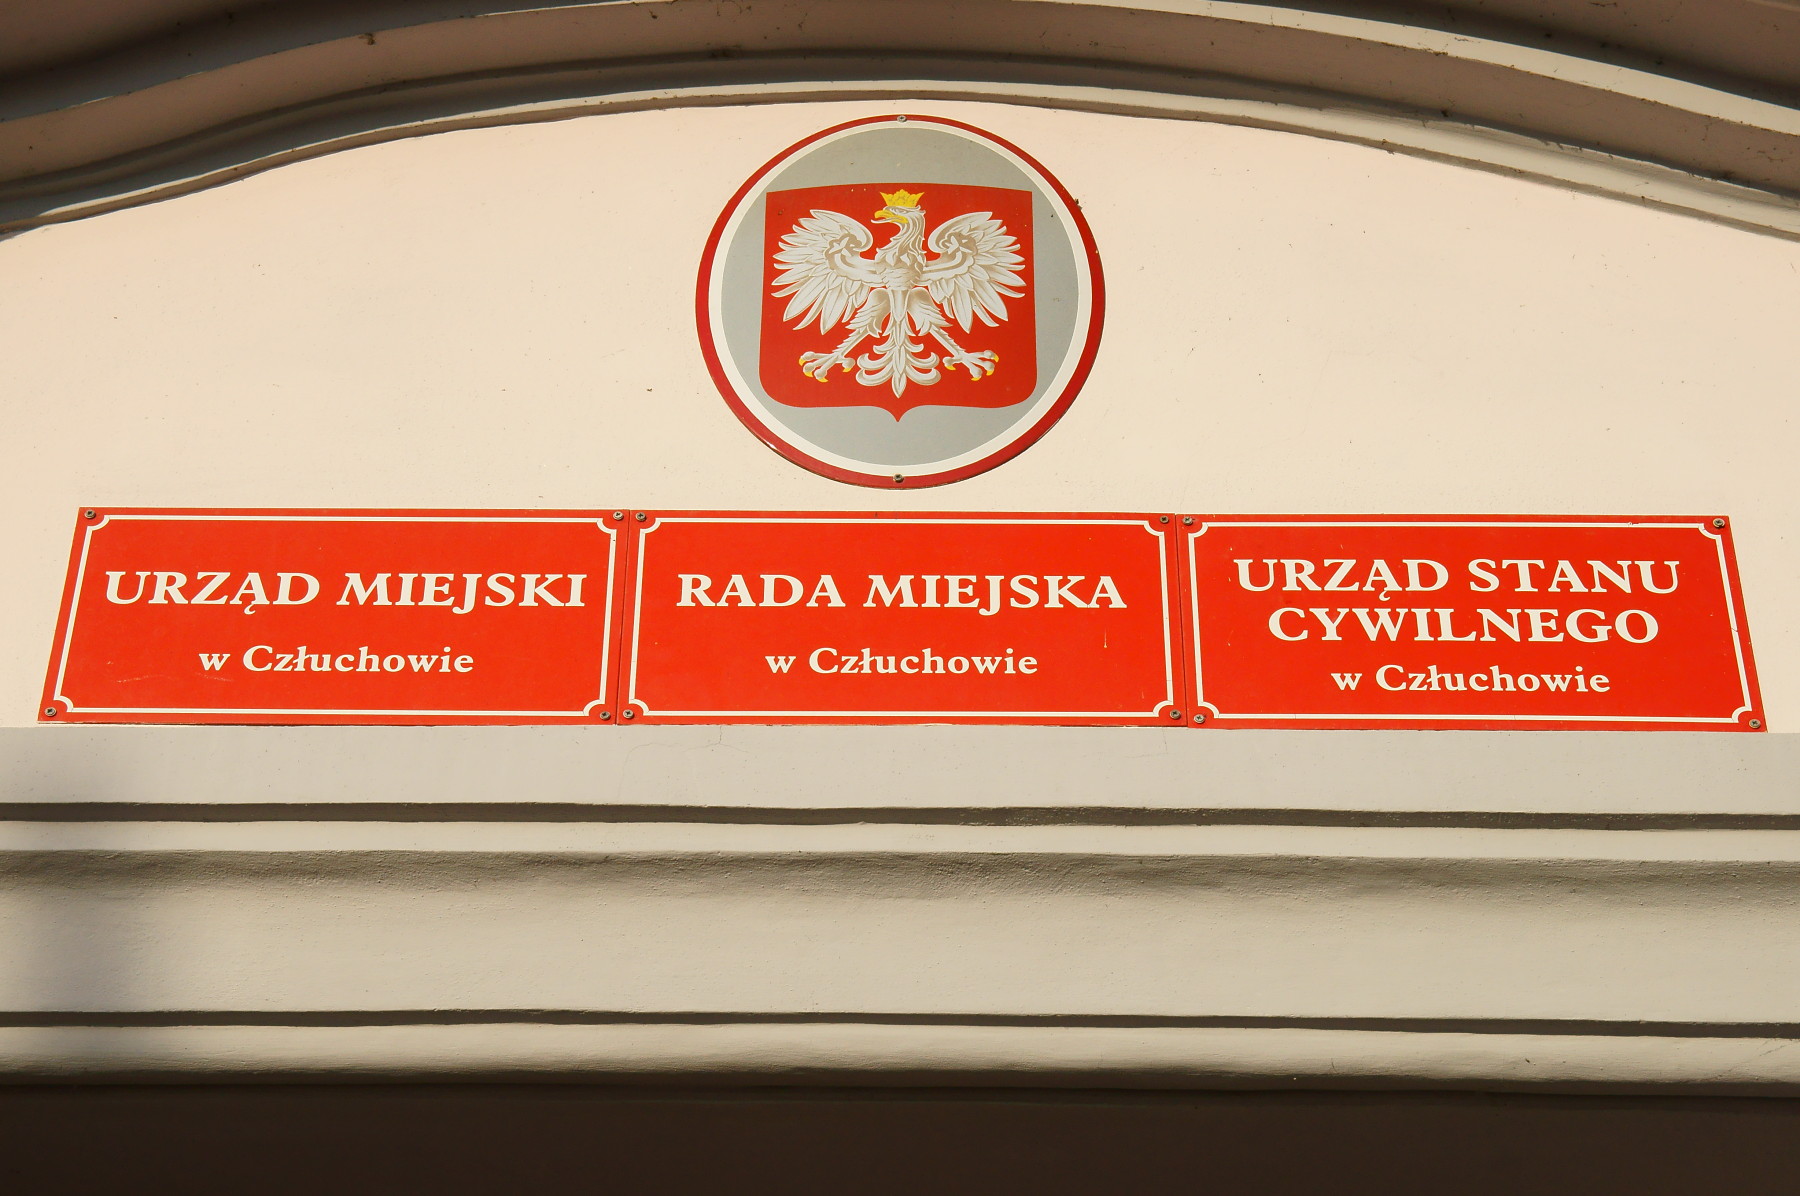 URZĄD MIEJSKI
w Człuchowie
RADA MIEJSKA
w Człuchowie
URZĄD STANU
CYWILNEGO
w Człuchowie